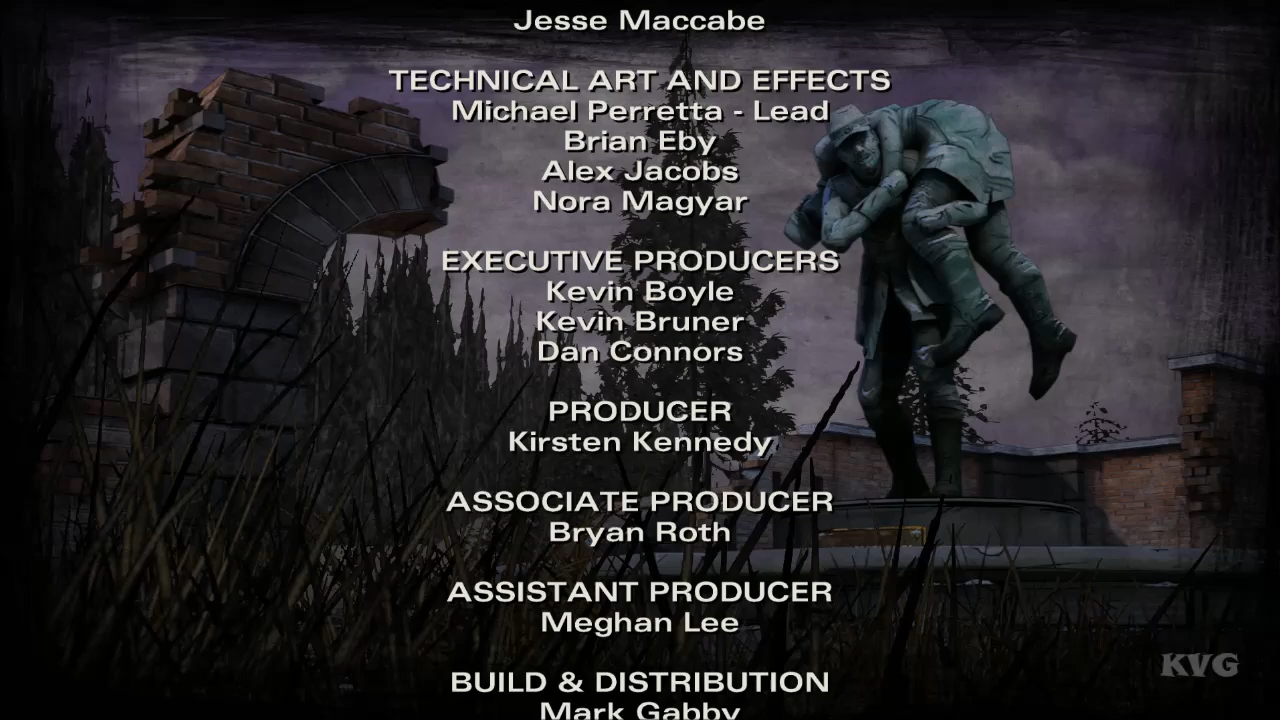 Jesse Maccabe
TECHNICAL ART AND EFFECTS
Michael Perretta - Lead
Brian Eby
Alex Jacobs
Nora Magyar
EXECUTIVE PRODUCERS
Kevin Boyle
Kevin Bruner
Dan Connors
PRODUCER
Kirsten Kennedy
ASSOCIATE PRODUCER
Bryan Roth
ASSISTANT PRODUCER
Meghan Lee
BUILD & DISTRIBUTION
Mark Gabby
KVG